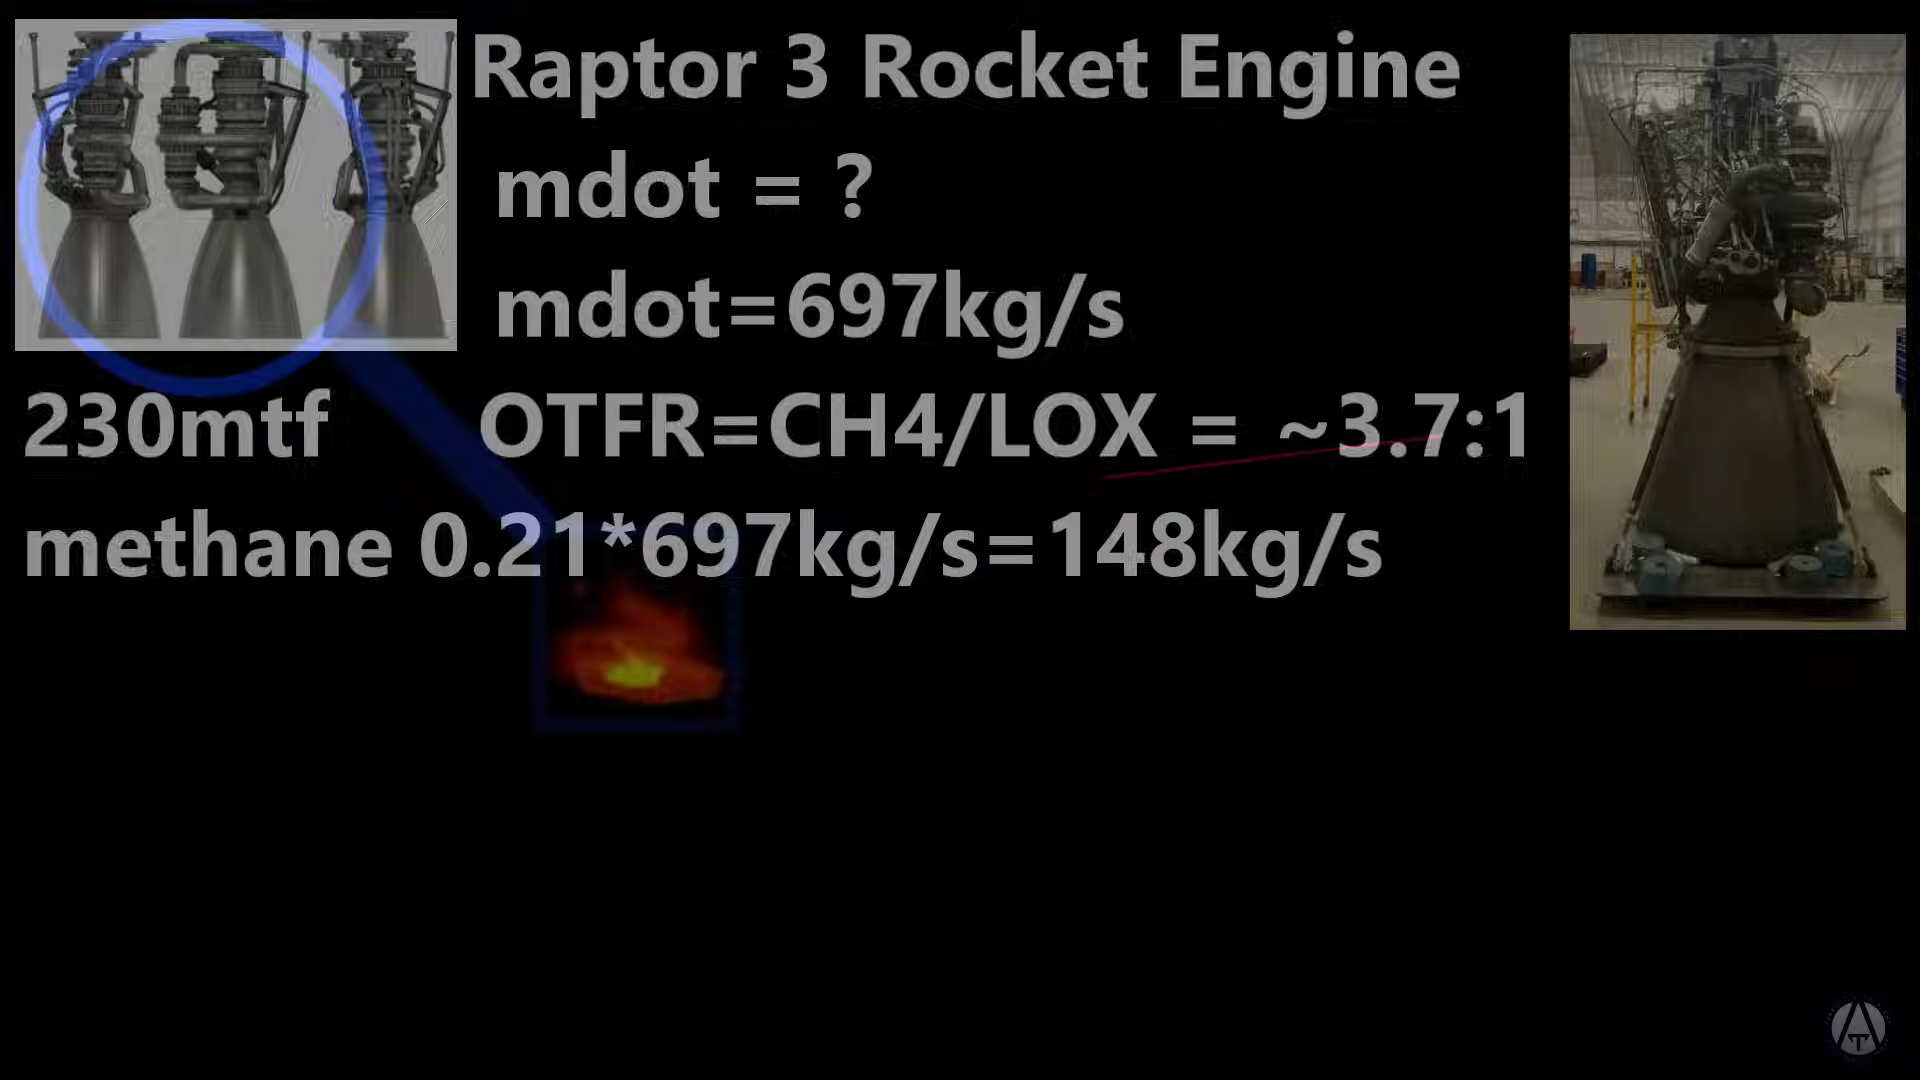 Raptor 3 Rocket Engine
mdot = ?
mdot=697kg/s
230mtf OTFR=CH4/LOX = ~3.7:1
methane 0.21*697kg/s=148kg/s